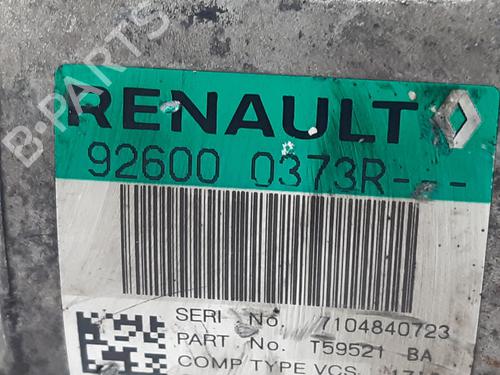 B-PARTS
RENAULT
92600 0373R---
SERI No. 7104840723
PART No. T59521 BA
COMP TYPE VCS